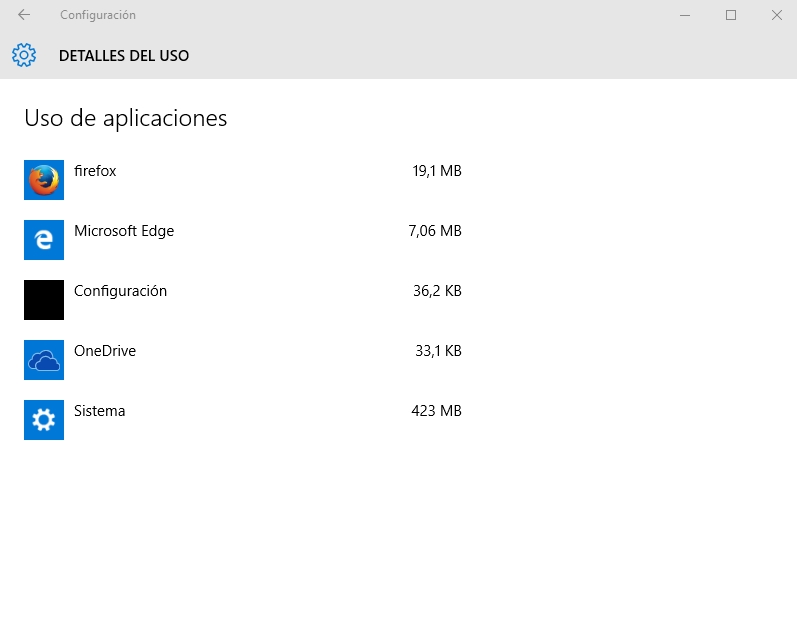 Configuración
DETALLES DEL USO
Uso de aplicaciones
firefox 19,1 MB
Microsoft Edge 7,06 MB
Configuración 36,2 KB
OneDrive 33,1 KB
Sistema 423 MB